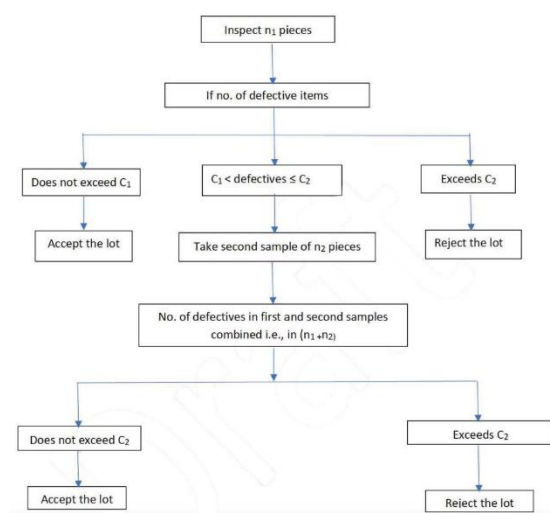 Inspect n₁ pieces
If no. of defective items
Does not exceed C₁
C₁ < defectives ≤ C₂
Exceeds C₂
Accept the lot
Take second sample of n₂ pieces
Reject the lot
No. of defectives in first and second samples
combined i.e., in (n₁ +n₂)
Does not exceed C₂
Exceeds C₂
Accept the lot
Reject the lot
Draft